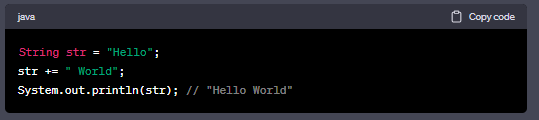 java Copy code
String str = "Hello";
str += " World";
System.out.println(str); // "Hello World"